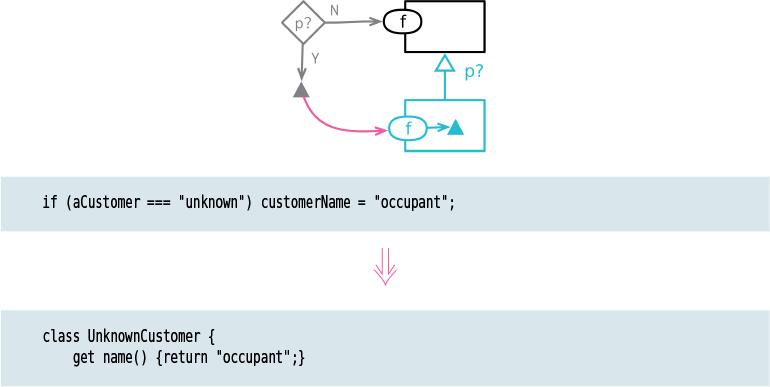 p?
N
f
Y
p?
f
if (aCustomer === "unknown") customerName = "occupant";
class UnknownCustomer {
    get name() {return "occupant";}